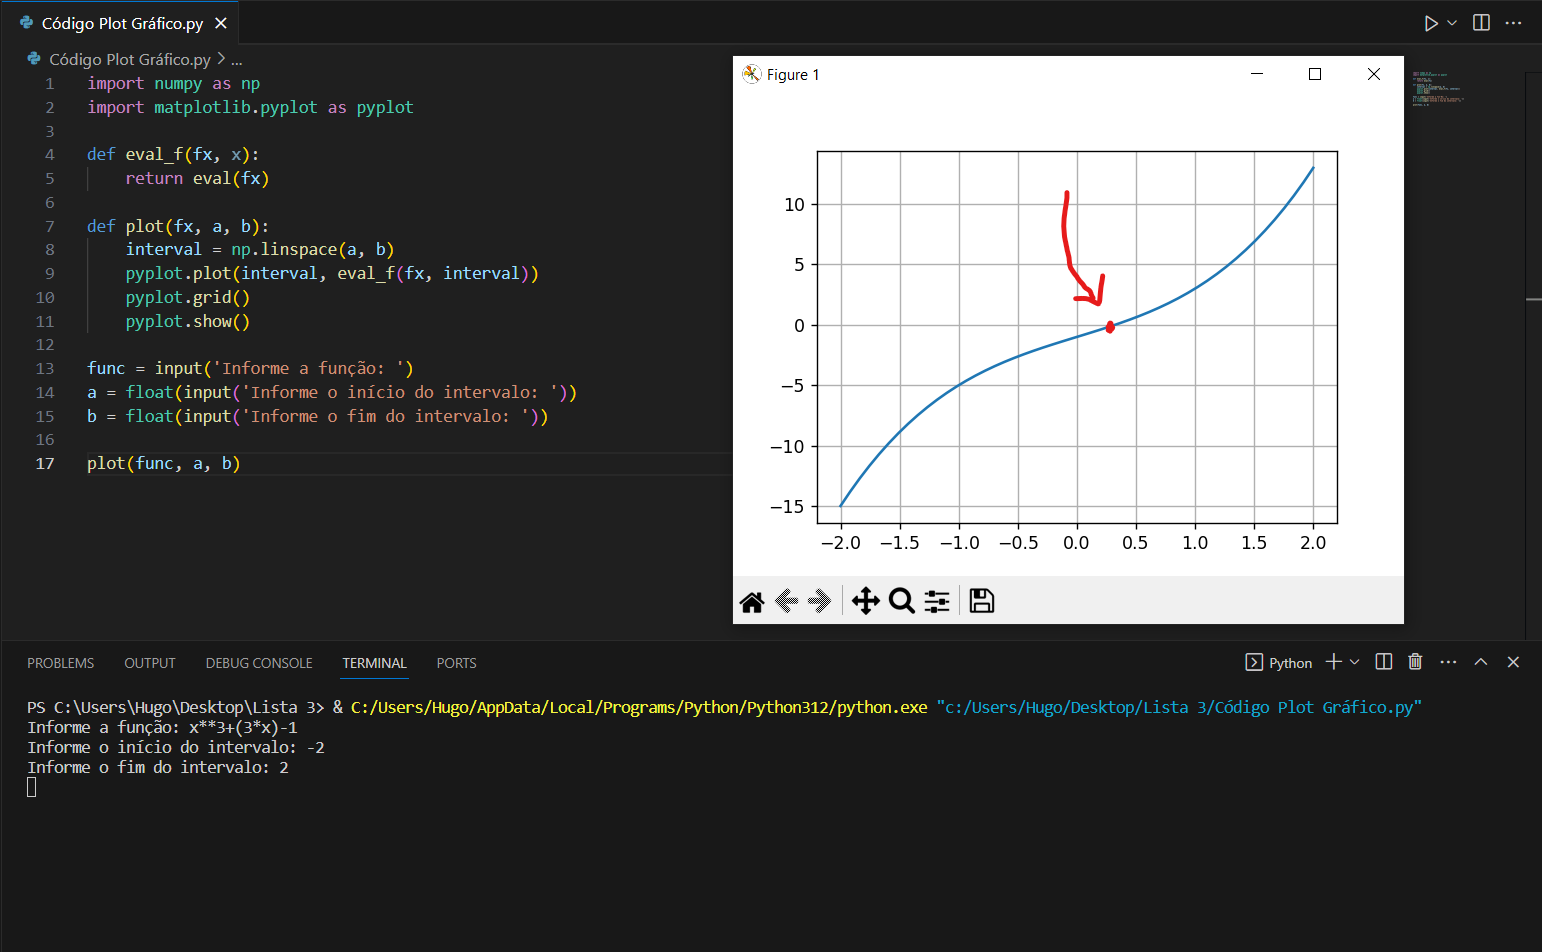 Código Plot Gráfico.py
Código Plot Gráfico.py > ...
1 import numpy as np
2 import matplotlib.pyplot as pyplot
3
4 def eval_f(fx, x):
5     return eval(fx)
6
7 def plot(fx, a, b):
8     interval = np.linspace(a, b)
9     pyplot.plot(interval, eval_f(fx, interval))
10     pyplot.grid()
11     pyplot.show()
12
13 func = input('Informe a função: ')
14 a = float(input('Informe o início do intervalo: '))
15 b = float(input('Informe o fim do intervalo: '))
16
17 plot(func, a, b)
Figure 1
10
5
0
−5
−10
−15
−2.0 −1.5 −1.0 −0.5 0.0 0.5 1.0 1.5 2.0
PROBLEMS OUTPUT DEBUG CONSOLE TERMINAL PORTS
Python
PS C:\Users\Hugo\Desktop\Lista 3> & C:/Users/Hugo/AppData/Local/Programs/Python/Python312/python.exe "c:/Users/Hugo/Desktop/Lista 3/Código Plot Gráfico.py"
Informe a função: x**3+(3*x)-1
Informe o início do intervalo: -2
Informe o fim do intervalo: 2